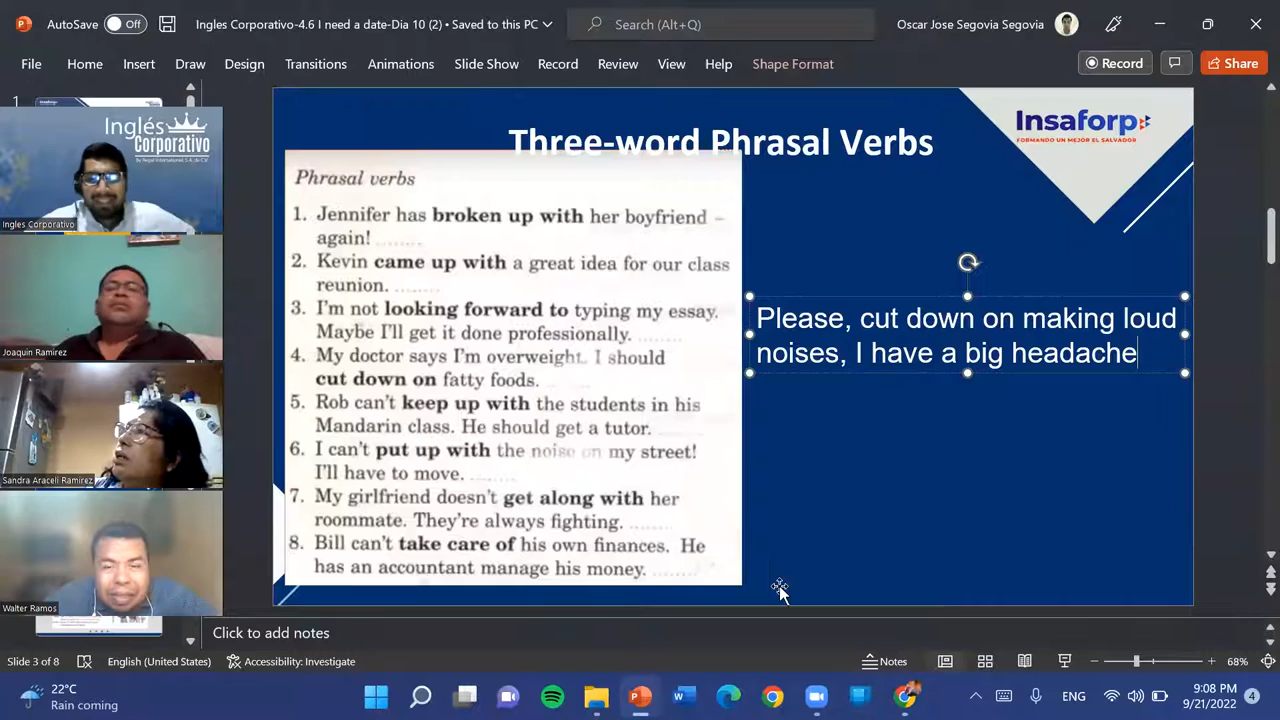 AutoSave Off Ingles Corporativo-4.6 I need a date-Dia 10 (2) • Saved to this PC Search (Alt+Q) Oscar Jose Segovia Segovia
File Home Insert Draw Design Transitions Animations Slide Show Record Review View Help Shape Format Record Share
1
Inglés Corporativo
by Regal International, S.A. de C.V.
Ingles Corporativo
Joaquin Ramirez
Sandra Araceli Ramirez
Walter Ramos
Three-word Phrasal Verbs
Insaforp
FORMANDO UN MEJOR EL SALVADOR
Phrasal verbs
1. Jennifer has broken up with her boyfriend –
again! ........
2. Kevin came up with a great idea for our class
reunion. ........
3. I'm not looking forward to typing my essay.
Maybe I'll get it done professionally. ........
4. My doctor says I'm overweight. I should
cut down on fatty foods.
5. Rob can't keep up with the students in his
Mandarin class. He should get a tutor.
6. I can't put up with the noise on my street!
I'll have to move. ........
7. My girlfriend doesn't get along with her
roommate. They're always fighting. ........
8. Bill can't take care of his own finances. He
has an accountant manage his money. ........
Please, cut down on making loud
noises, I have a big headache
Click to add notes
Slide 3 of 8 English (United States) Accessibility: Investigate Notes 68%
22°C
Rain coming
ENG
9:08 PM
9/21/2022
4